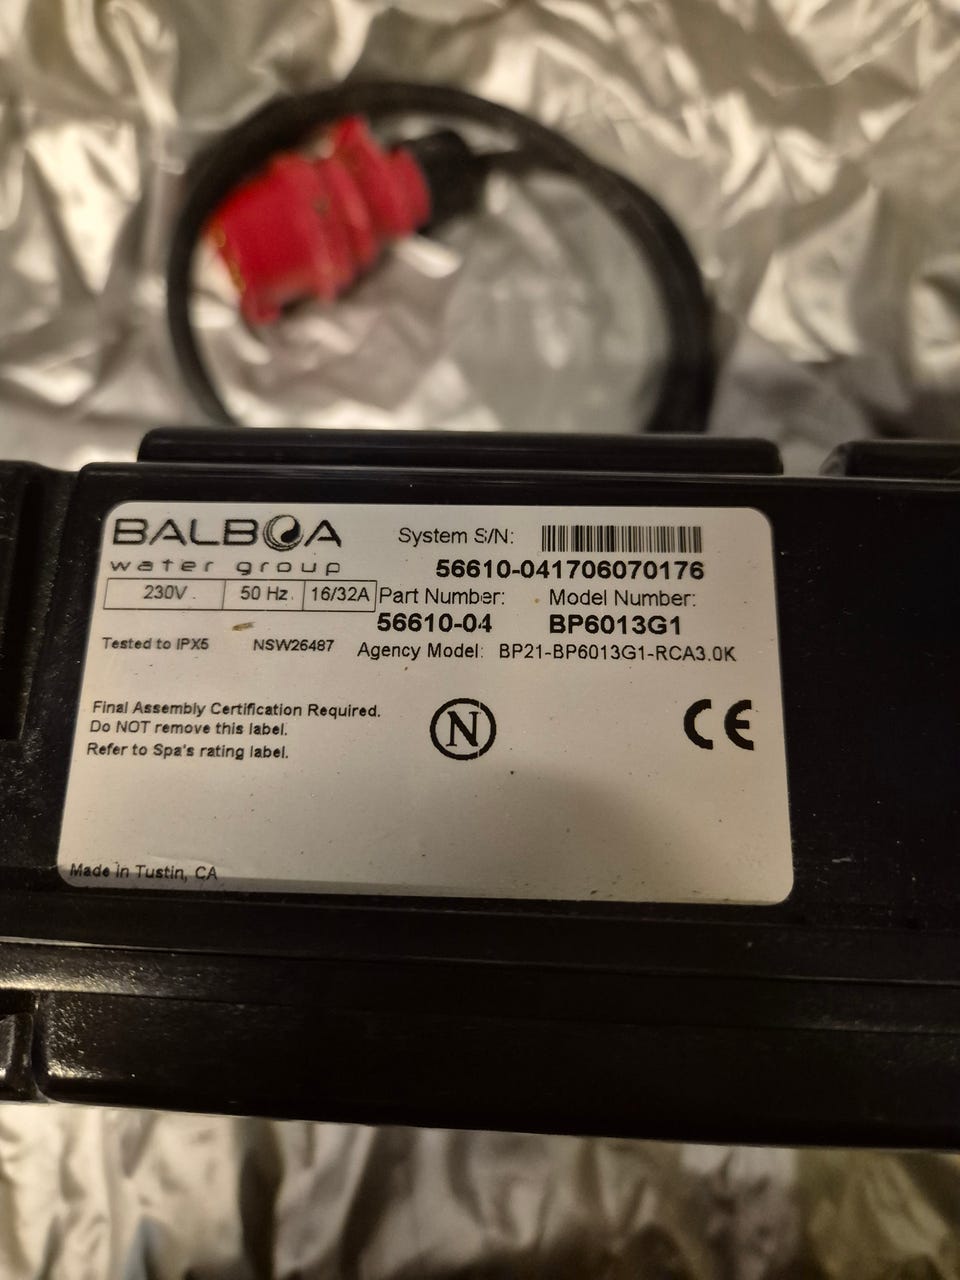 BALBOA
water group
System S/N:
56610-041706070176
230V 50 Hz 16/32A
Part Number: Model Number:
56610-04 BP6013G1
Tested to IPX5 NSW26487 Agency Model: BP21-BP6013G1-RCA3.0K
Final Assembly Certification Required.
Do NOT remove this label.
Refer to Spa's rating label.
N
CE
Made in Tustin, CA